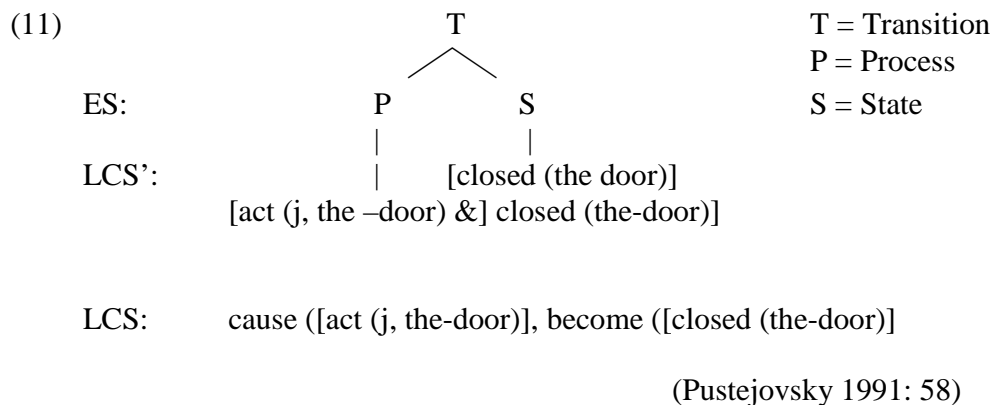 (11) T T = Transition
P = Process
ES: P S S = State
| |
LCS’: | [closed (the door)]
[act (j, the –door) &] closed (the-door)]
LCS: cause ([act (j, the-door)], become ([closed (the-door)]
(Pustejovsky 1991: 58)